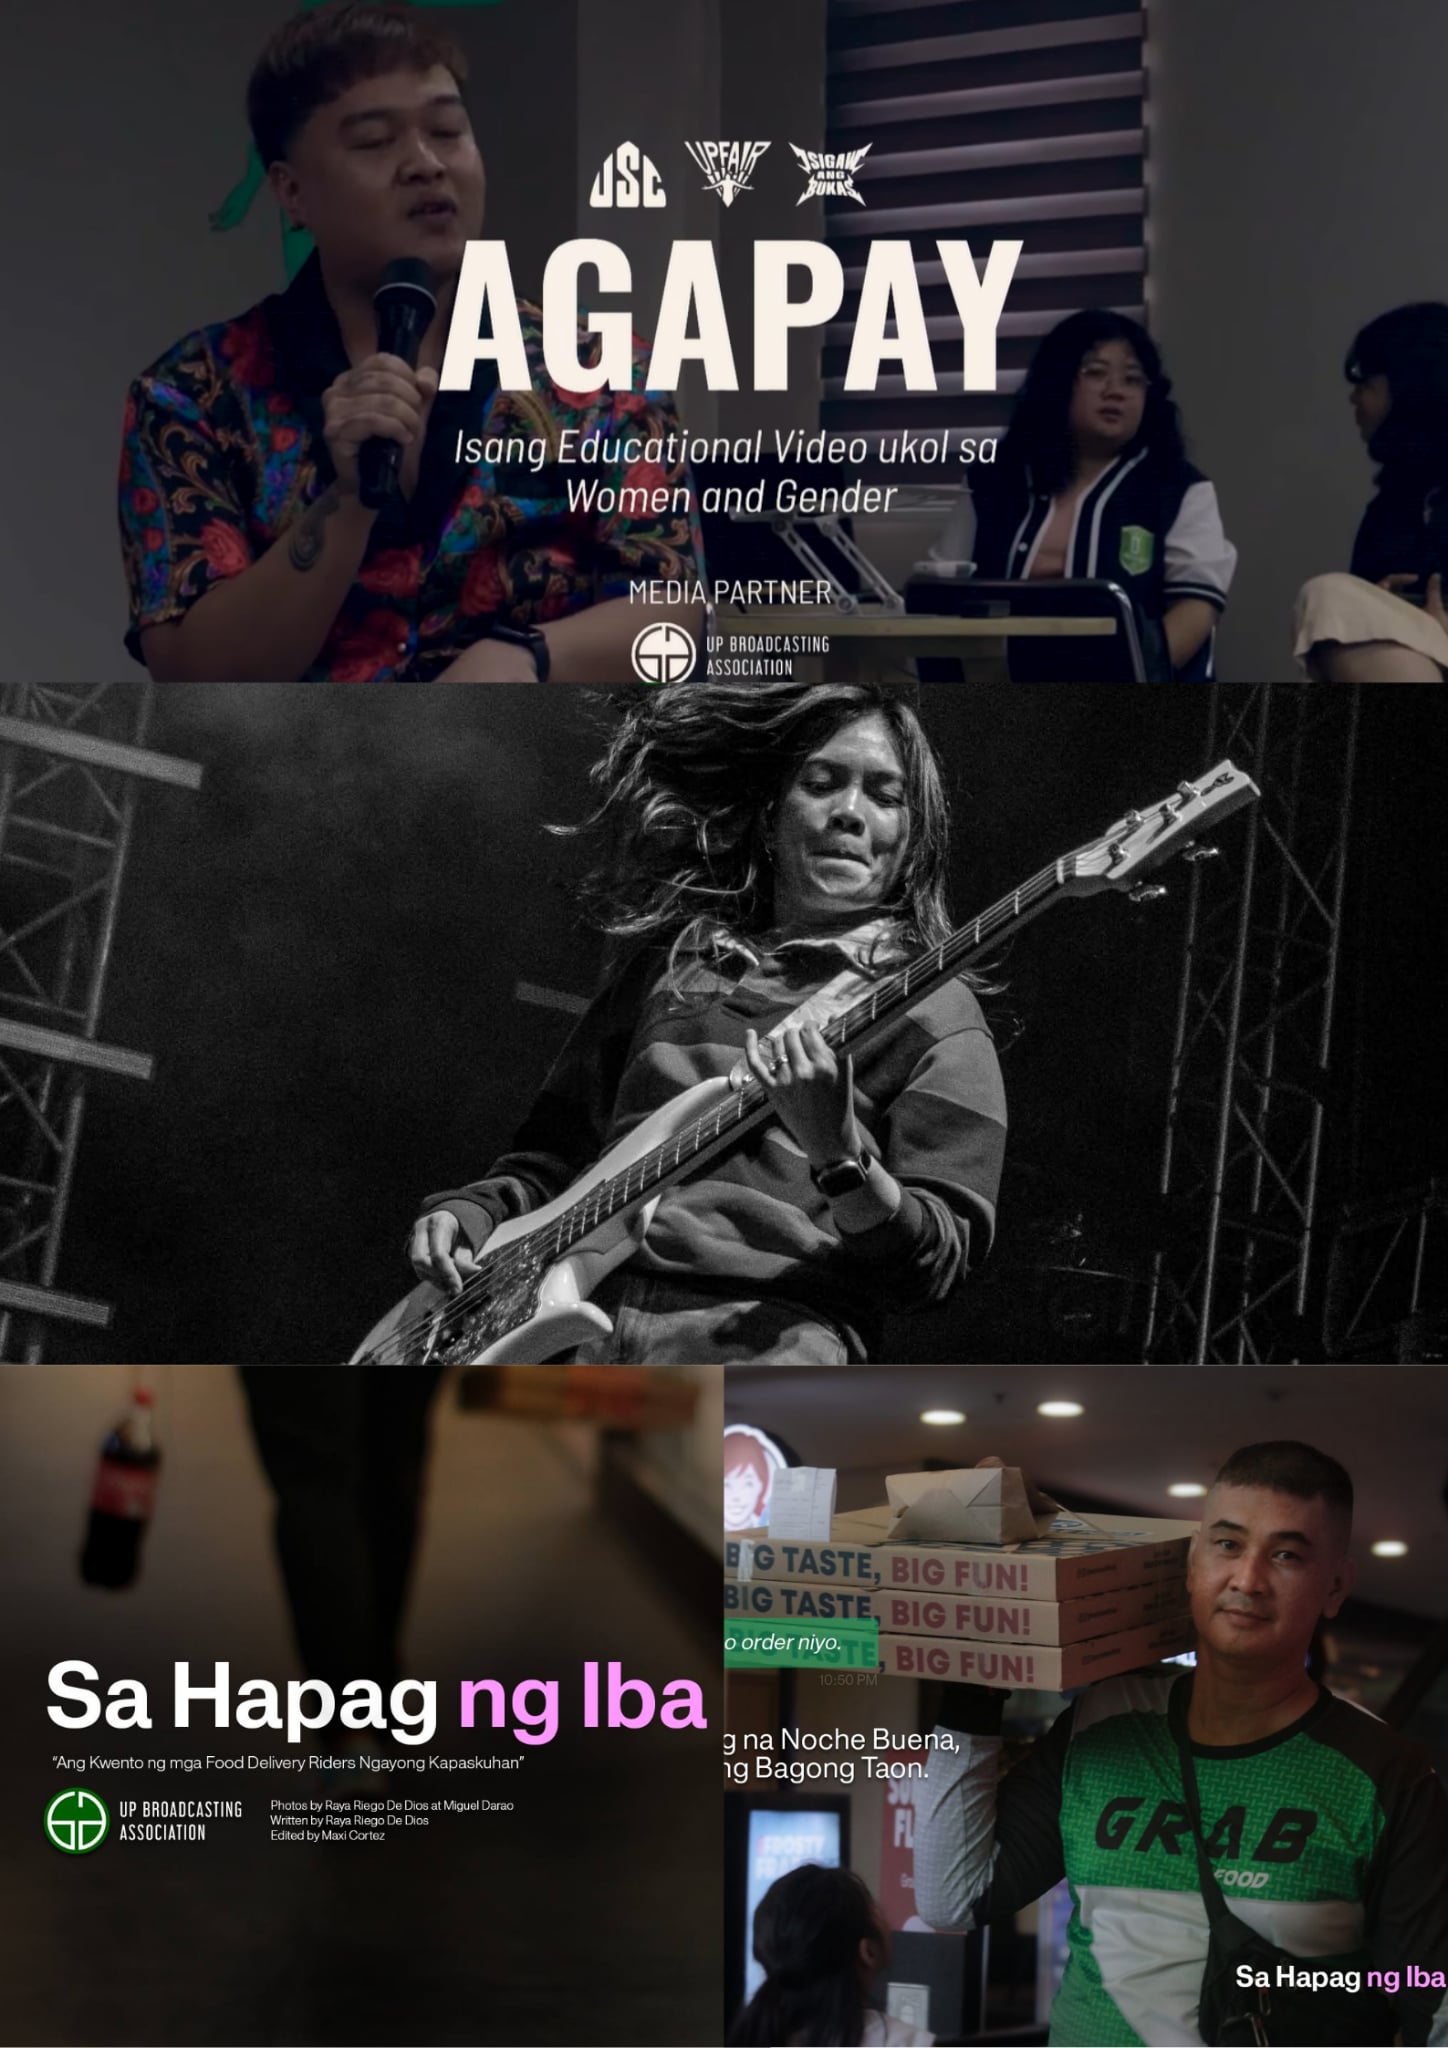 USC
UPFAIR
ISIGAW
ANG
BUKAS
AGAPAY
Isang Educational Video ukol sa
Women and Gender
MEDIA PARTNER
UP BROADCASTING
ASSOCIATION
Sa Hapag ng Iba
“Ang Kwento ng mga Food Delivery Riders Ngayong Kapaskuhan”
UP BROADCASTING
ASSOCIATION
Photos by Raya Riego De Dios at Miguel Darao
Written by Raya Riego De Dios
Edited by Maxi Cortez
BIG TASTE, BIG FUN!
BIG TASTE, BIG FUN!
BIG TASTE, BIG FUN!
o order niyo.
10:50 PM
g na Noche Buena,
ng Bagong Taon.
FROSTY
GRAB
FOOD
Sa Hapag ng Iba